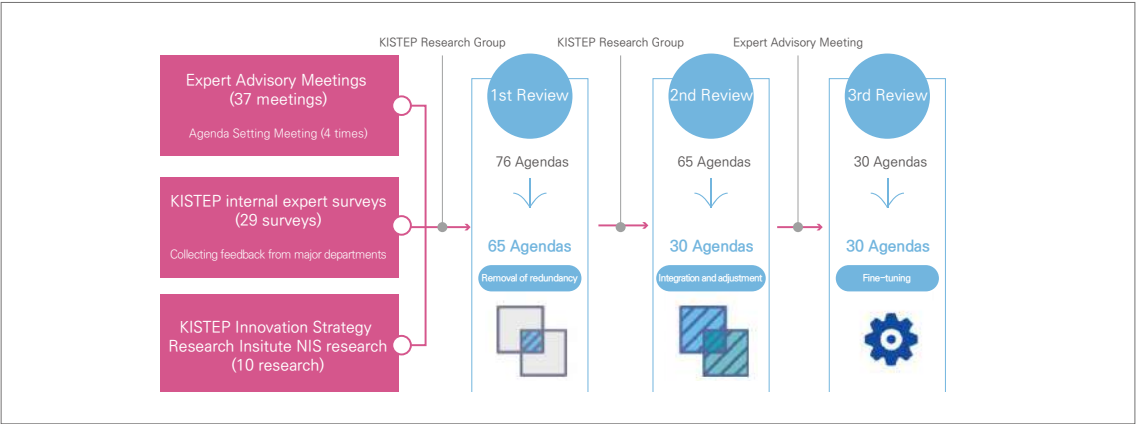 KISTEP Research Group
KISTEP Research Group
Expert Advisory Meeting
Expert Advisory Meetings
(37 meetings)
Agenda Setting Meeting (4 times)
KISTEP internal expert surveys
(29 surveys)
Collecting feedback from major departments
KISTEP Innovation Strategy
Research Insitute NIS research
(10 research)
1st Review
76 Agendas
65 Agendas
Removal of redundancy
2nd Review
65 Agendas
30 Agendas
Integration and adjustment
3rd Review
30 Agendas
30 Agendas
Fine-tuning